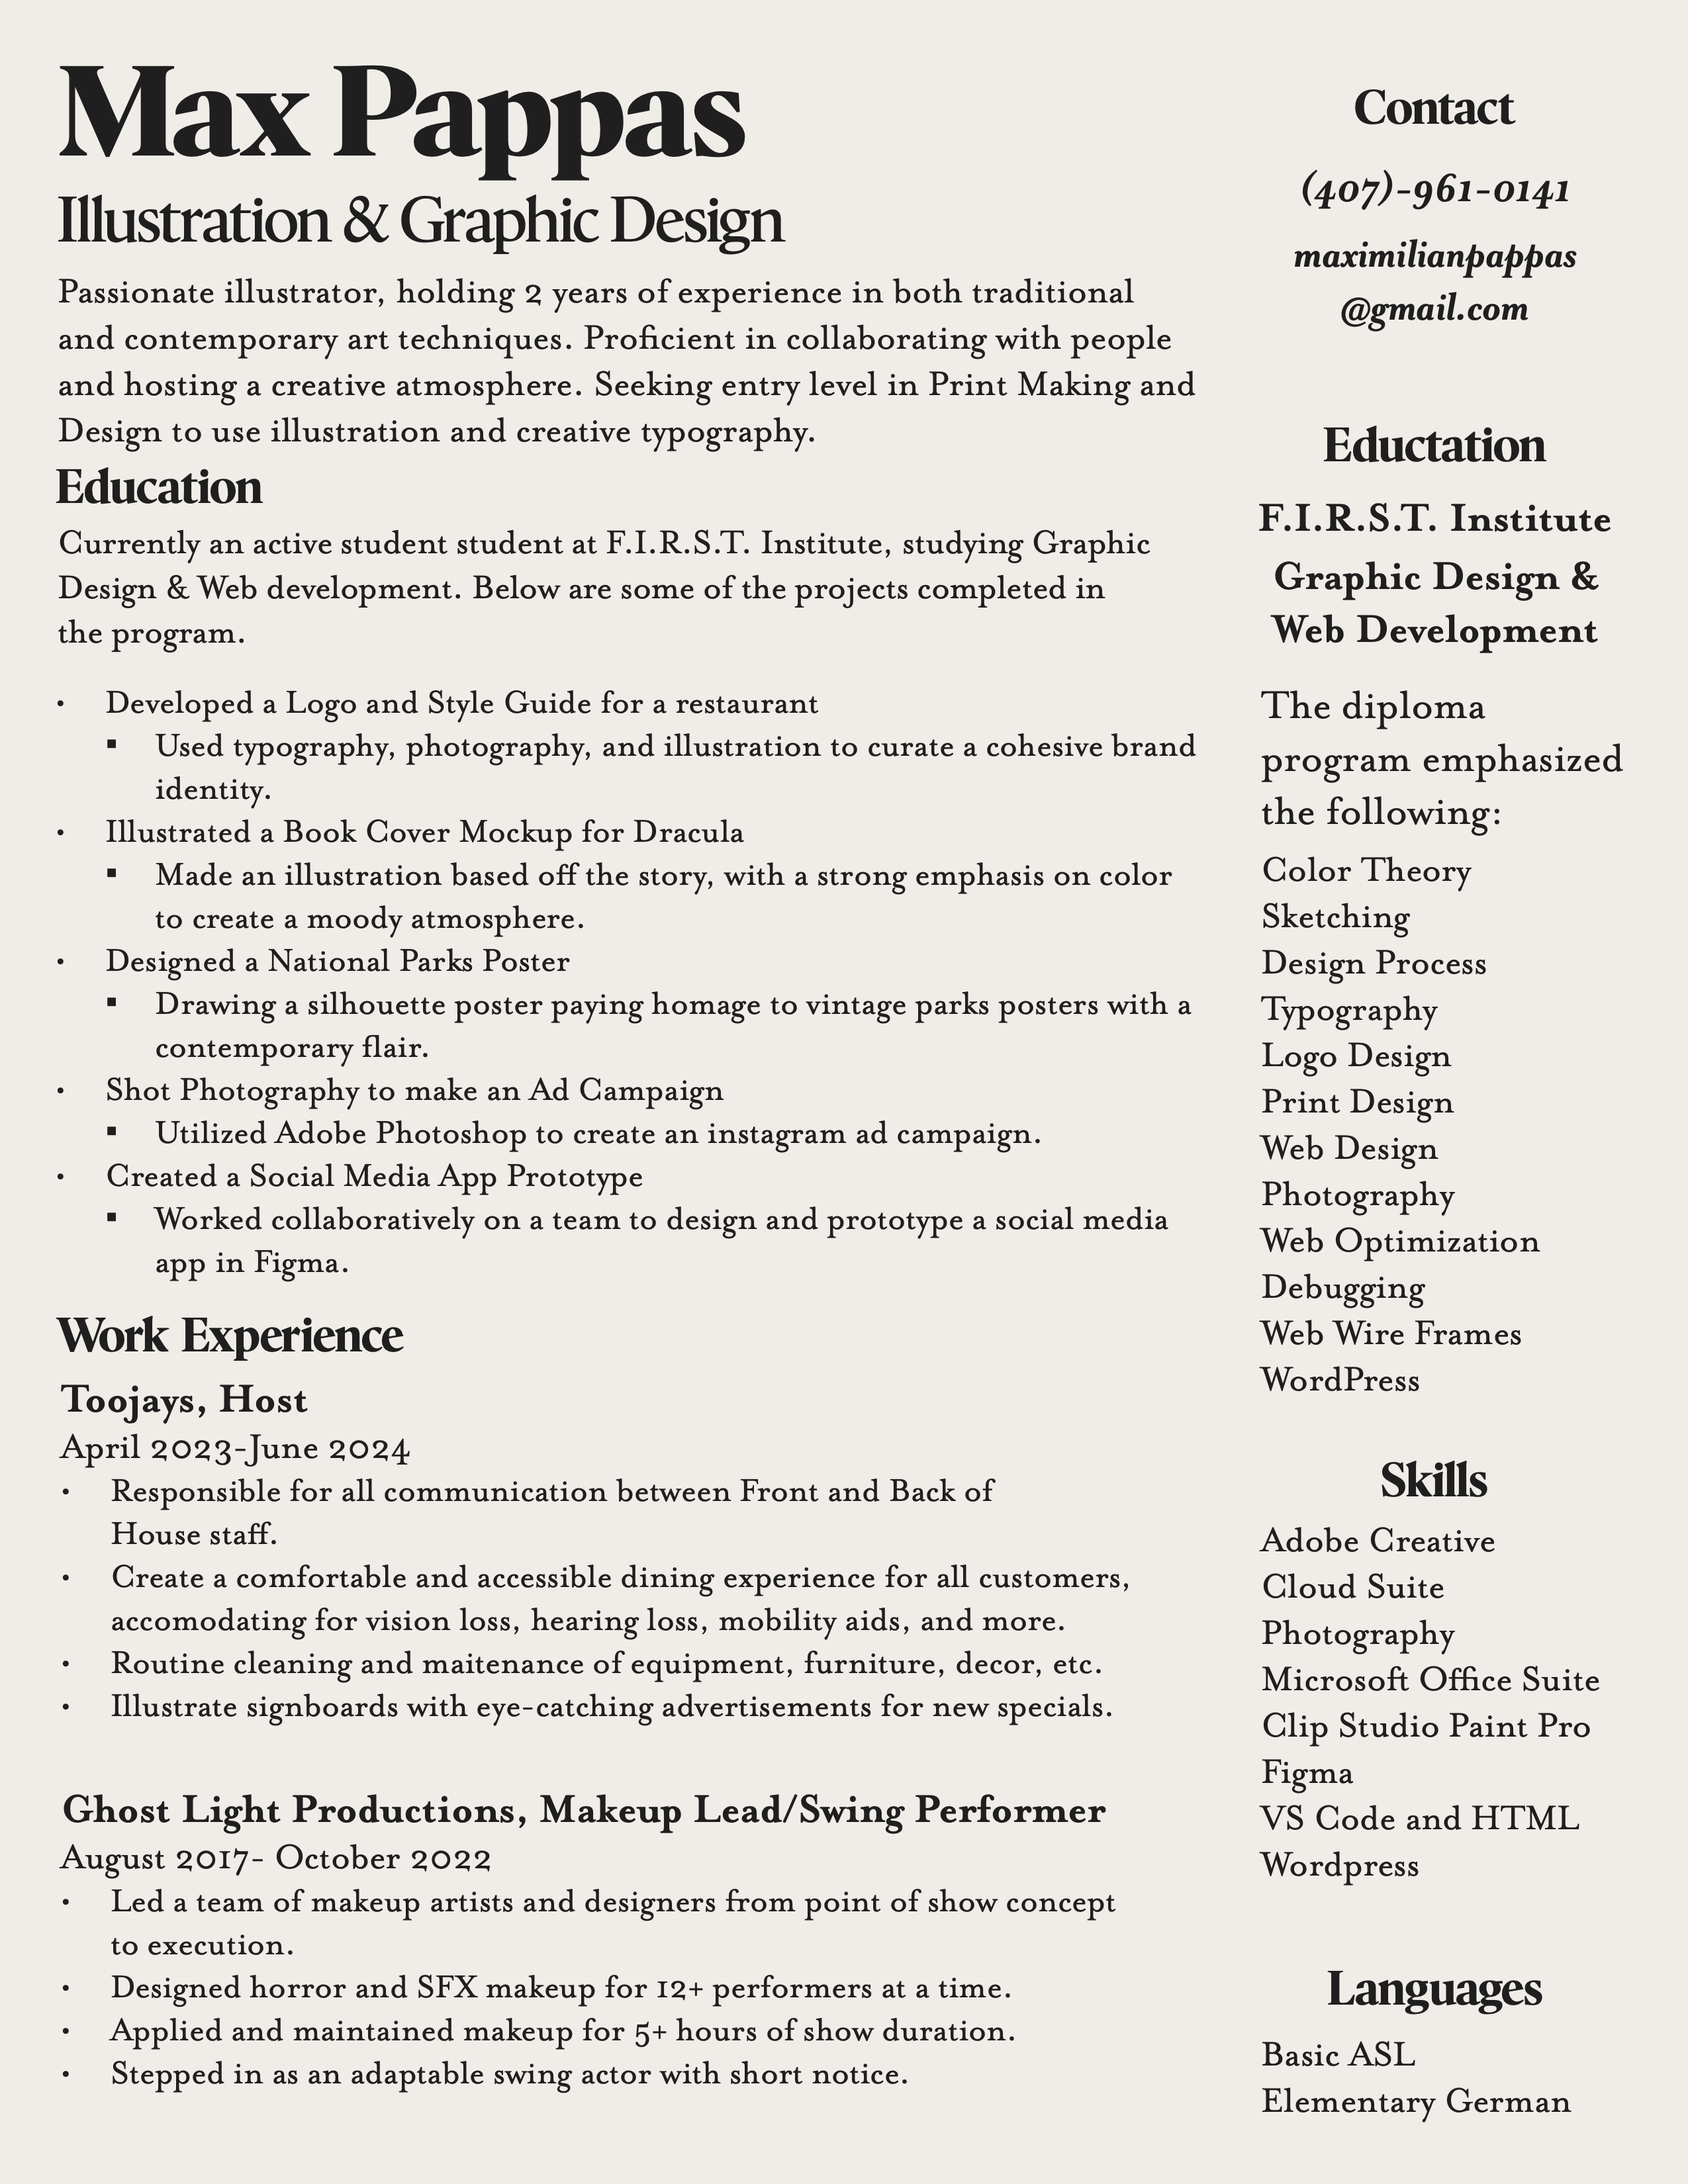 Max Pappas
Illustration & Graphic Design
Passionate illustrator, holding 2 years of experience in both traditional
and contemporary art techniques. Proficient in collaborating with people
and hosting a creative atmosphere. Seeking entry level in Print Making and
Design to use illustration and creative typography.
Education
Currently an active student student at F.I.R.S.T. Institute, studying Graphic
Design & Web development. Below are some of the projects completed in
the program.
• Developed a Logo and Style Guide for a restaurant
▪ Used typography, photography, and illustration to curate a cohesive brand
identity.
• Illustrated a Book Cover Mockup for Dracula
▪ Made an illustration based off the story, with a strong emphasis on color
to create a moody atmosphere.
• Designed a National Parks Poster
▪ Drawing a silhouette poster paying homage to vintage parks posters with a
contemporary flair.
• Shot Photography to make an Ad Campaign
▪ Utilized Adobe Photoshop to create an instagram ad campaign.
• Created a Social Media App Prototype
▪ Worked collaboratively on a team to design and prototype a social media
app in Figma.
Work Experience
Toojays, Host
April 2023-June 2024
• Responsible for all communication between Front and Back of
House staff.
• Create a comfortable and accessible dining experience for all customers,
accomodating for vision loss, hearing loss, mobility aids, and more.
• Routine cleaning and maitenance of equipment, furniture, decor, etc.
• Illustrate signboards with eye-catching advertisements for new specials.
Ghost Light Productions, Makeup Lead/Swing Performer
August 2017- October 2022
• Led a team of makeup artists and designers from point of show concept
to execution.
• Designed horror and SFX makeup for 12+ performers at a time.
• Applied and maintained makeup for 5+ hours of show duration.
• Stepped in as an adaptable swing actor with short notice.
Contact
(407)-961-0141
maximilianpappas
@gmail.com
Eductation
F.I.R.S.T. Institute
Graphic Design &
Web Development
The diploma
program emphasized
the following:
Color Theory
Sketching
Design Process
Typography
Logo Design
Print Design
Web Design
Photography
Web Optimization
Debugging
Web Wire Frames
WordPress
Skills
Adobe Creative
Cloud Suite
Photography
Microsoft Office Suite
Clip Studio Paint Pro
Figma
VS Code and HTML
Wordpress
Languages
Basic ASL
Elementary German